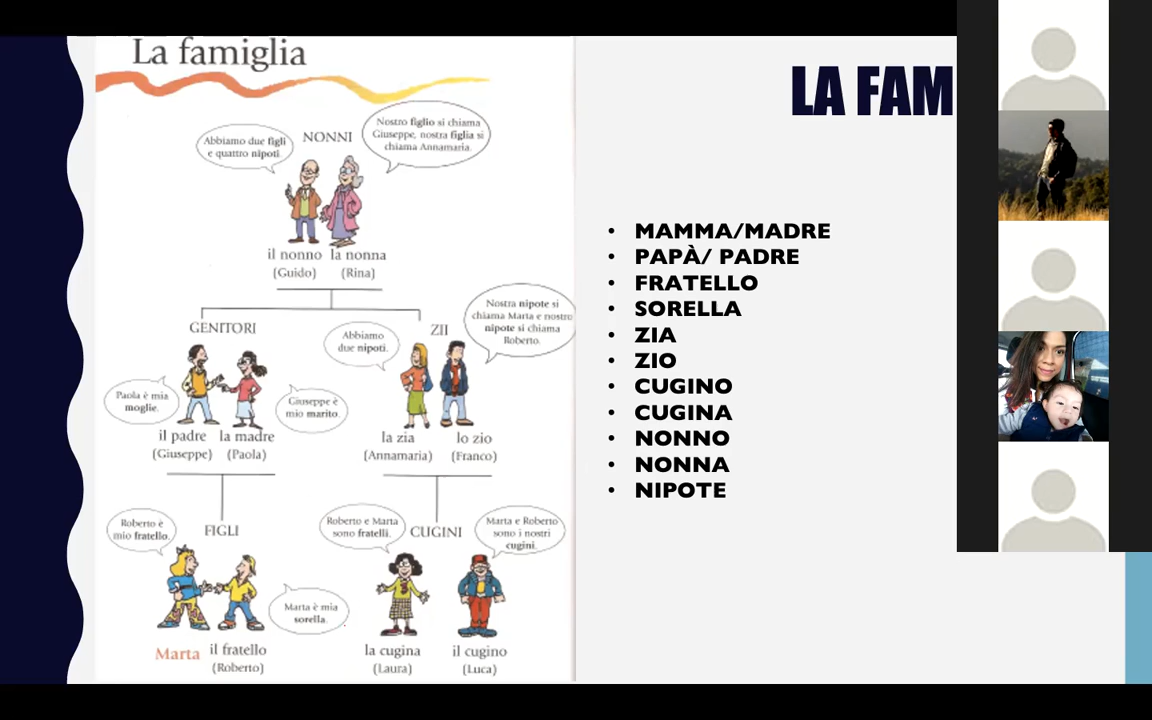 La famiglia
Abbiamo due figli
e quattro nipoti.
NONNI
Nostro figlio si chiama
Giuseppe, nostra figlia si
chiama Annamaria.
il nonno
(Guido)
la nonna
(Rina)
GENITORI
ZII
Abbiamo
due nipoti.
Nostra nipote si
chiama Marta e nostro
nipote si chiama
Roberto.
Paola è mia
moglie.
Giuseppe è
mio marito.
il padre
(Giuseppe)
la madre
(Paola)
la zia
(Annamaria)
lo zio
(Franco)
Roberto è
mio fratello.
FIGLI
Roberto e Marta
sono fratelli.
CUGINI
Marta e Roberto
sono i nostri
cugini.
Marta è mia
sorella.
Marta
il fratello
(Roberto)
la cugina
(Laura)
il cugino
(Luca)
LA FAM
• MAMMA/MADRE
• PAPÀ/ PADRE
• FRATELLO
• SORELLA
• ZIA
• ZIO
• CUGINO
• CUGINA
• NONNO
• NONNA
• NIPOTE